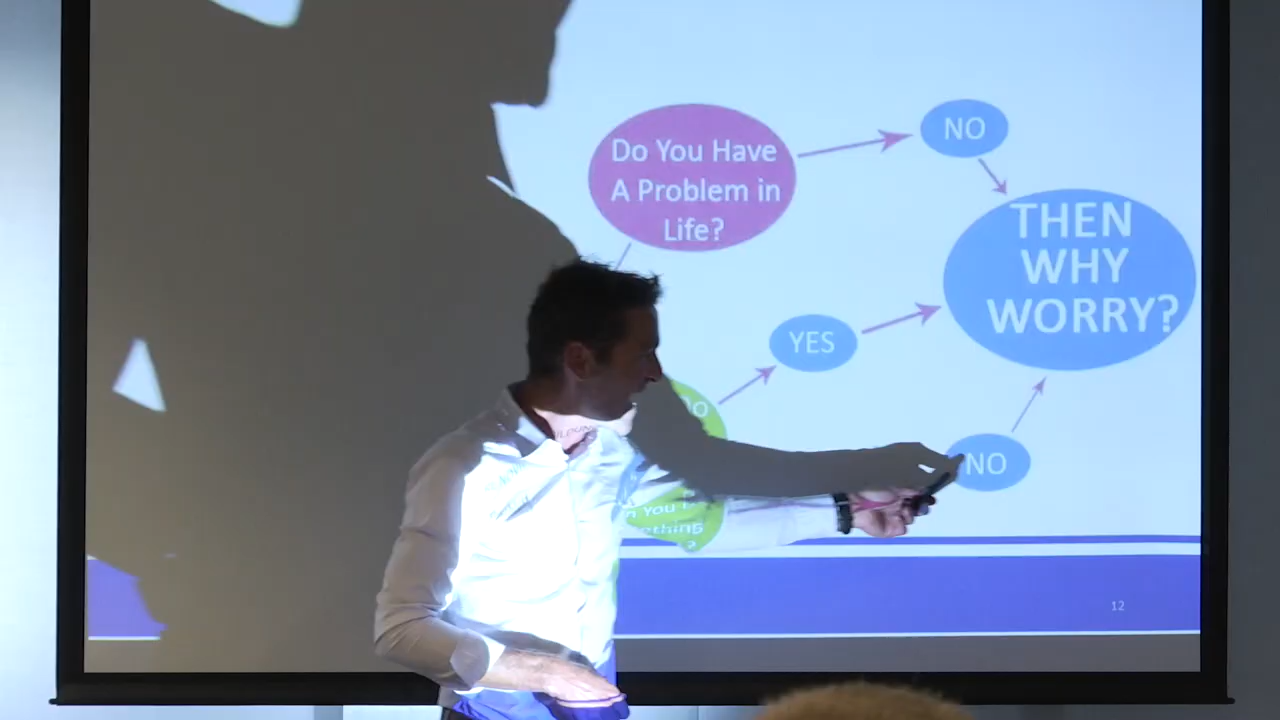 Do You Have
A Problem in
Life?
NO
THEN
WHY
WORRY?
YES
NO
12